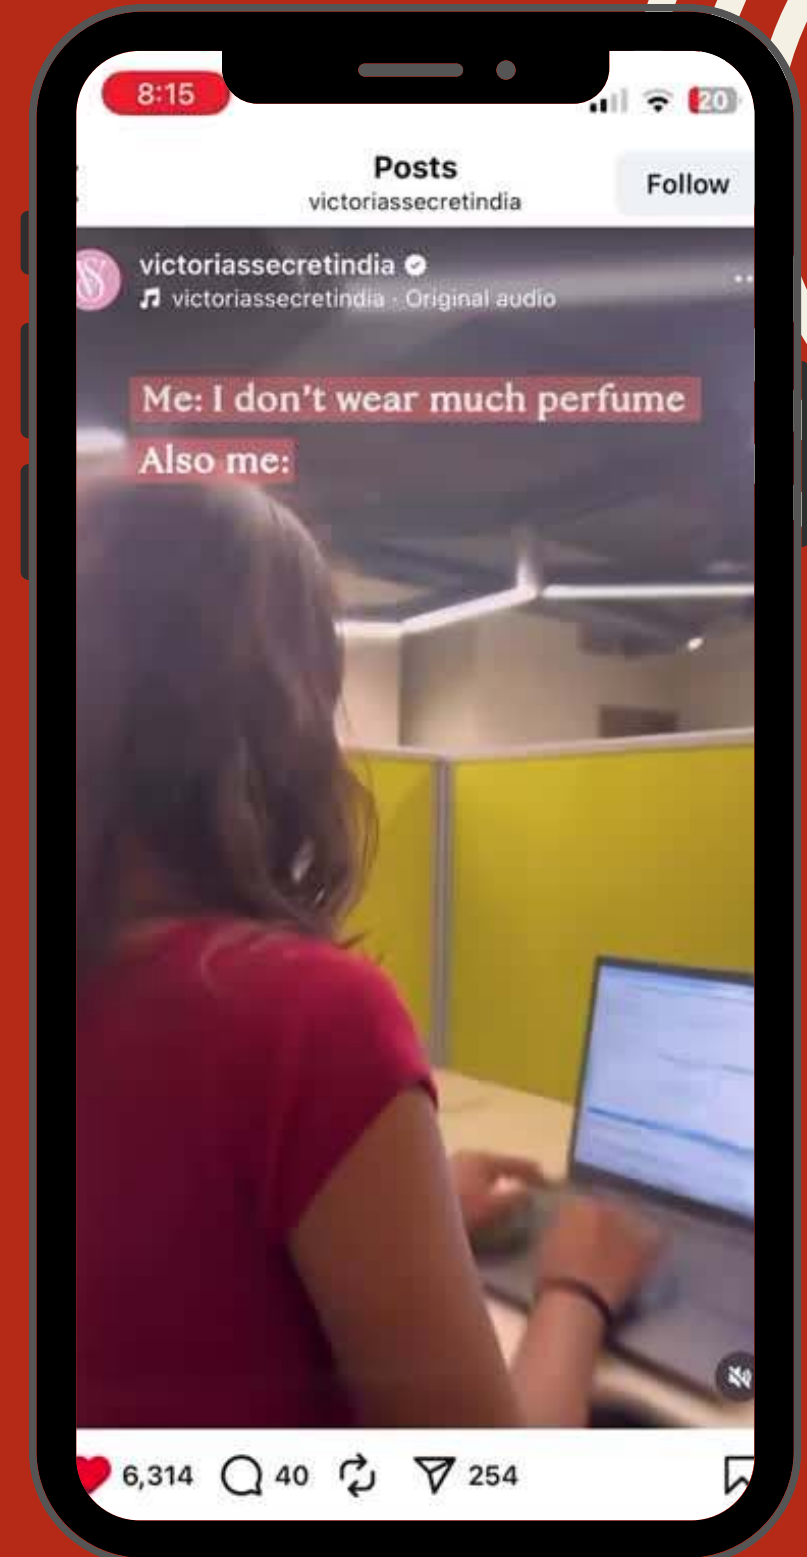 8:15
20
Posts
Follow
victoriassecretindia
victoriassecretindia
victoriassecretindia · Original audio
Me: I don't wear much perfume
Also me:
6,314
40
254